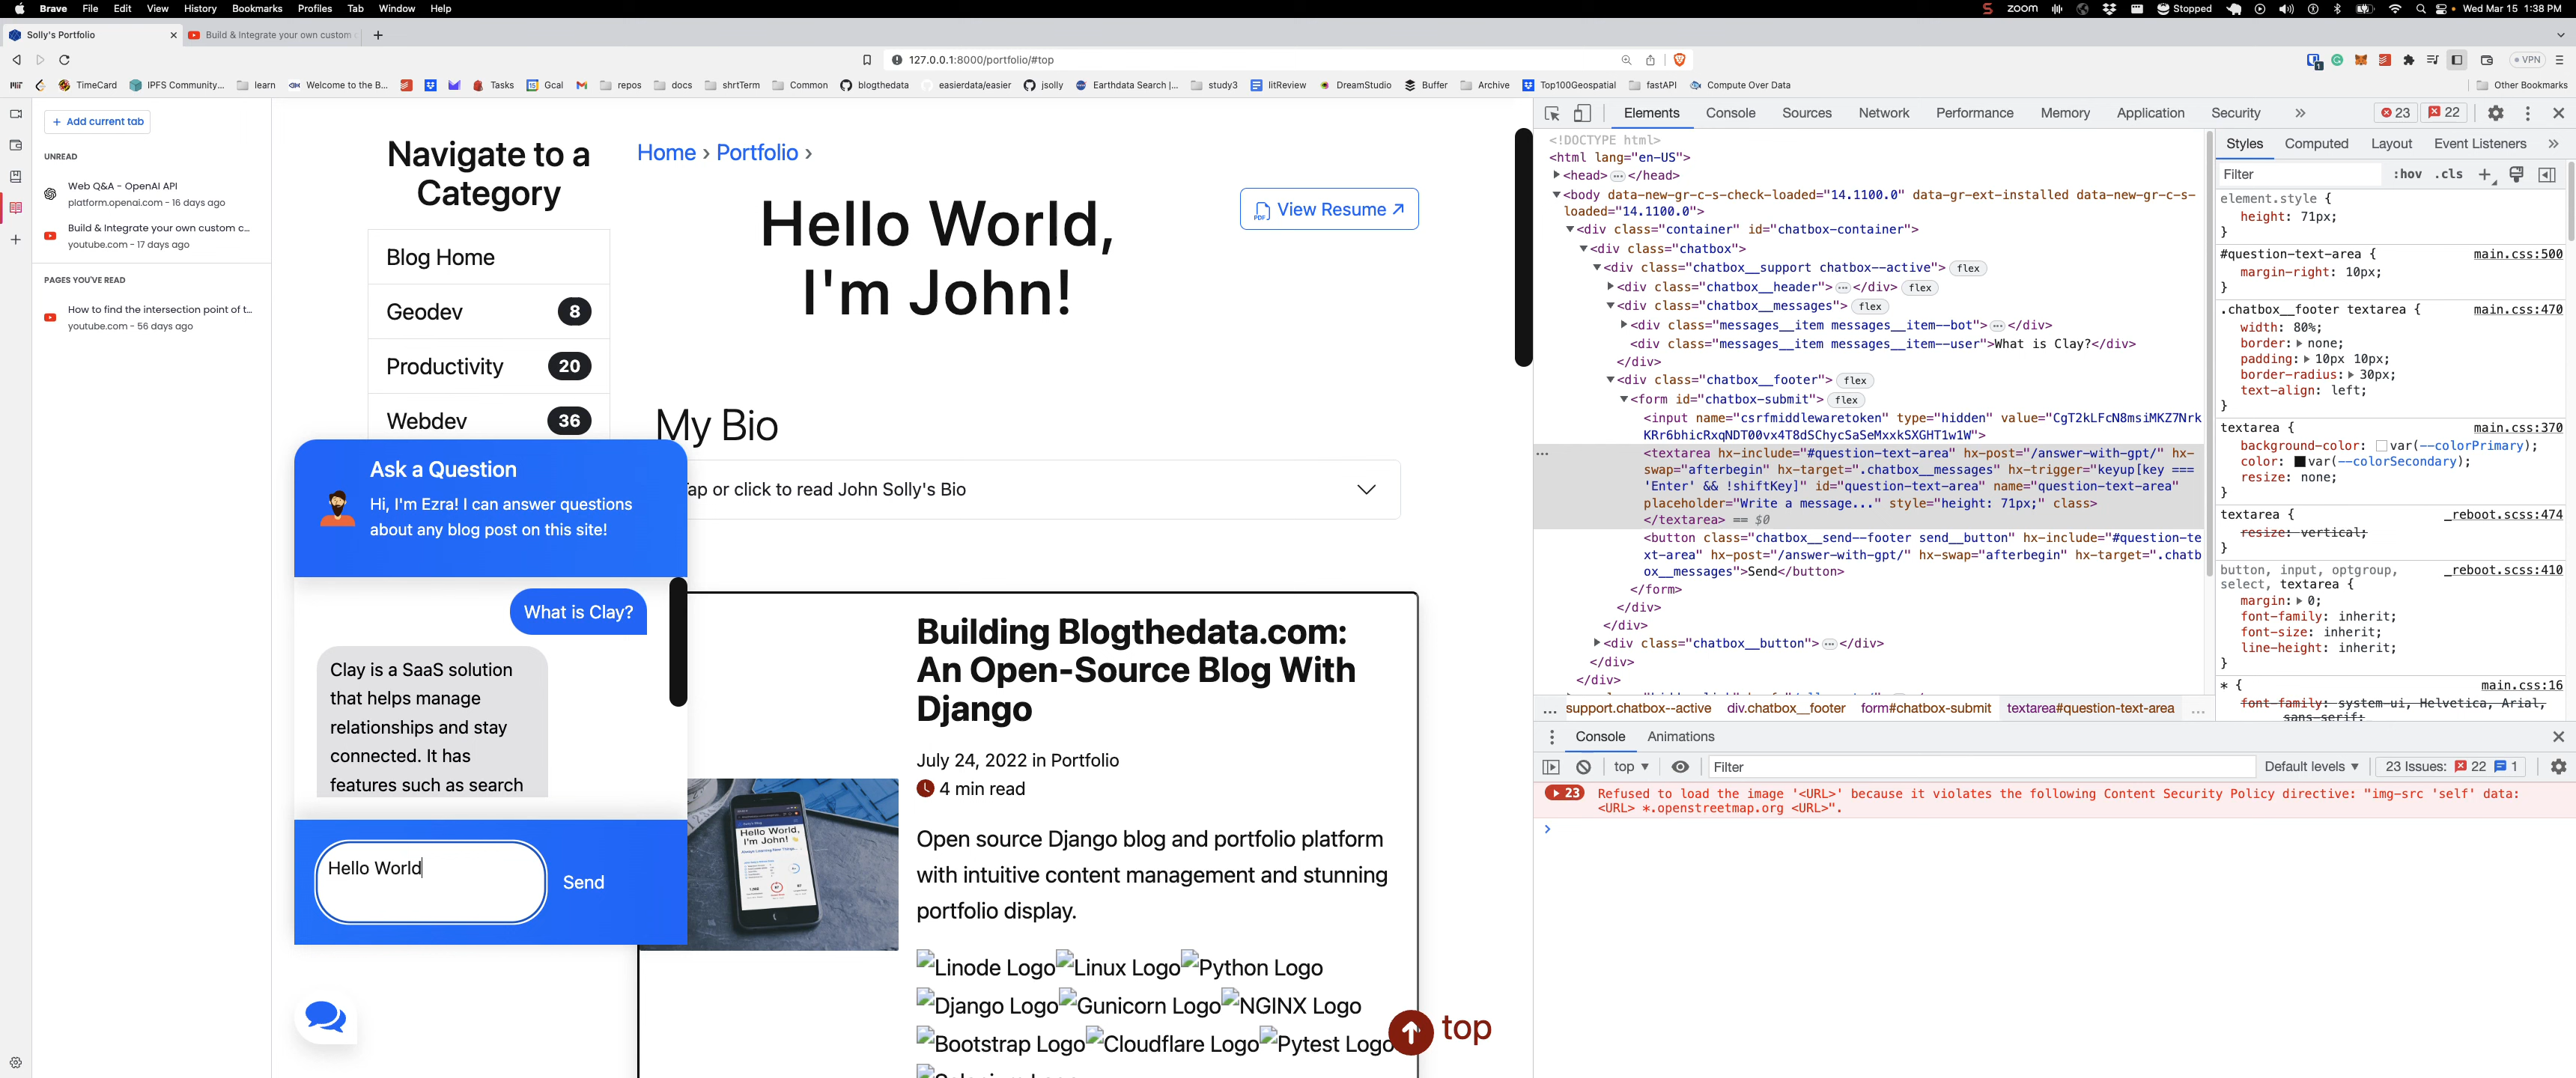 Brave File Edit View History Bookmarks Profiles Tab Window Help
zoom Stopped Wed Mar 15 1:38 PM
Solly's Portfolio
Build & Integrate your own custom c
127.0.0.1:8000/portfolio/#top
VPN
TimeCard IPFS Community... learn Welcome to the B... Tasks Gcal repos docs shrtTerm Common blogthedata easierdata/easier jsolly Earthdata Search |... study3 litReview DreamStudio Buffer Archive Top100Geospatial fastAPI Compute Over Data Other Bookmarks
+ Add current tab
UNREAD
Web Q&A - OpenAI API
platform.openai.com - 16 days ago
Build & Integrate your own custom c...
youtube.com - 17 days ago
PAGES YOU'VE READ
How to find the intersection point of t...
youtube.com - 56 days ago
Navigate to a
Category
Blog Home
Geodev 8
Productivity 20
Webdev 36
Home › Portfolio ›
View Resume
Hello World,
I'm John!
My Bio
ap or click to read John Solly's Bio
Ask a Question
Hi, I'm Ezra! I can answer questions
about any blog post on this site!
What is Clay?
Clay is a SaaS solution
that helps manage
relationships and stay
connected. It has
features such as search
Hello World
Send
Building Blogthedata.com:
An Open-Source Blog With
Django
July 24, 2022 in Portfolio
4 min read
Open source Django blog and portfolio platform
with intuitive content management and stunning
portfolio display.
Linode Logo Linux Logo Python Logo
Django Logo Gunicorn Logo NGINX Logo
Bootstrap Logo Cloudflare Logo Pytest Logo
top
Elements Console Sources Network Performance Memory Application Security » 23 22
<!DOCTYPE html>
<html lang="en-US">
<head> ··· </head>
<body data-new-gr-c-s-check-loaded="14.1100.0" data-gr-ext-installed data-new-gr-c-s-
loaded="14.1100.0">
<div class="container" id="chatbox-container">
<div class="chatbox">
<div class="chatbox__support chatbox--active"> flex
<div class="chatbox__header"> ··· </div> flex
<div class="chatbox__messages"> flex
<div class="messages__item messages__item--bot"> ··· </div>
<div class="messages__item messages__item--user">What is Clay?</div>
</div>
<div class="chatbox__footer"> flex
<form id="chatbox-submit"> flex
<input name="csrfmiddlewaretoken" type="hidden" value="CgT2kLFcN8msiMKZ7Nrk
KRr6bhicRxqNDT00vx4T8dSChycSaSeMxxkSXGHT1w1W">
<textarea hx-include="#question-text-area" hx-post="/answer-with-gpt/" hx-
swap="afterbegin" hx-target=".chatbox__messages" hx-trigger="keyup[key ===
'Enter' && !shiftKey]" id="question-text-area" name="question-text-area"
placeholder="Write a message..." style="height: 71px;" class>
</textarea> == $0
<button class="chatbox__send--footer send__button" hx-include="#question-te
xt-area" hx-post="/answer-with-gpt/" hx-swap="afterbegin" hx-target=".chatb
ox__messages">Send</button>
</form>
</div>
</div>
<div class="chatbox__button"> ··· </div>
</div>
</div>
... support.chatbox--active div.chatbox__footer form#chatbox-submit textarea#question-text-area ...
Styles Computed Layout Event Listeners »
Filter :hov .cls +
element.style {
height: 71px;
}
#question-text-area { main.css:500
margin-right: 10px;
}
.chatbox__footer textarea { main.css:470
width: 80%;
border: none;
padding: 10px 10px;
border-radius: 30px;
text-align: left;
}
textarea { main.css:370
background-color: var(--colorPrimary);
color: var(--colorSecondary);
resize: none;
}
textarea { _reboot.scss:474
resize: vertical;
}
button, input, optgroup, _reboot.scss:410
select, textarea {
margin: 0;
font-family: inherit;
font-size: inherit;
line-height: inherit;
}
* { main.css:16
font-family: system-ui, Helvetica, Arial,
sans-serif;
Console Animations
top Filter Default levels 23 Issues: 22 1
23 Refused to load the image '<URL>' because it violates the following Content Security Policy directive: "img-src 'self' data:
<URL> *.openstreetmap.org <URL>".